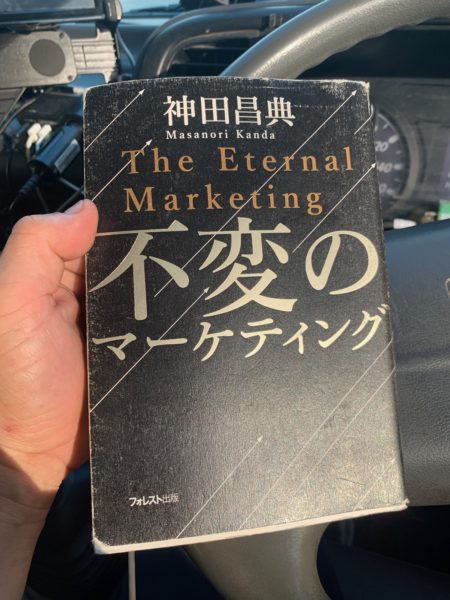 神田昌典
Masanori Kanda
The Eternal
Marketing
不変の
マーケティング
フォレスト出版